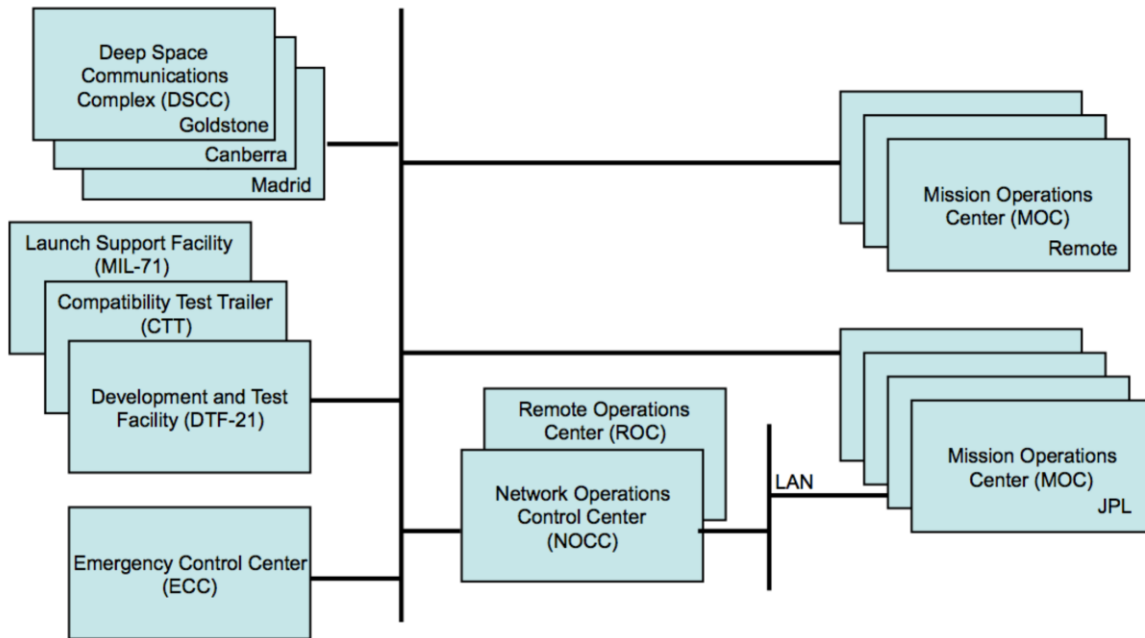 Deep Space
Communications
Complex (DSCC)
Goldstone
Canberra
Madrid
Launch Support Facility
(MIL-71)
Compatibility Test Trailer
(CTT)
Development and Test
Facility (DTF-21)
Emergency Control Center
(ECC)
Remote Operations
Center (ROC)
Network Operations
Control Center
(NOCC)
LAN
Mission Operations
Center (MOC)
Remote
Mission Operations
Center (MOC)
JPL